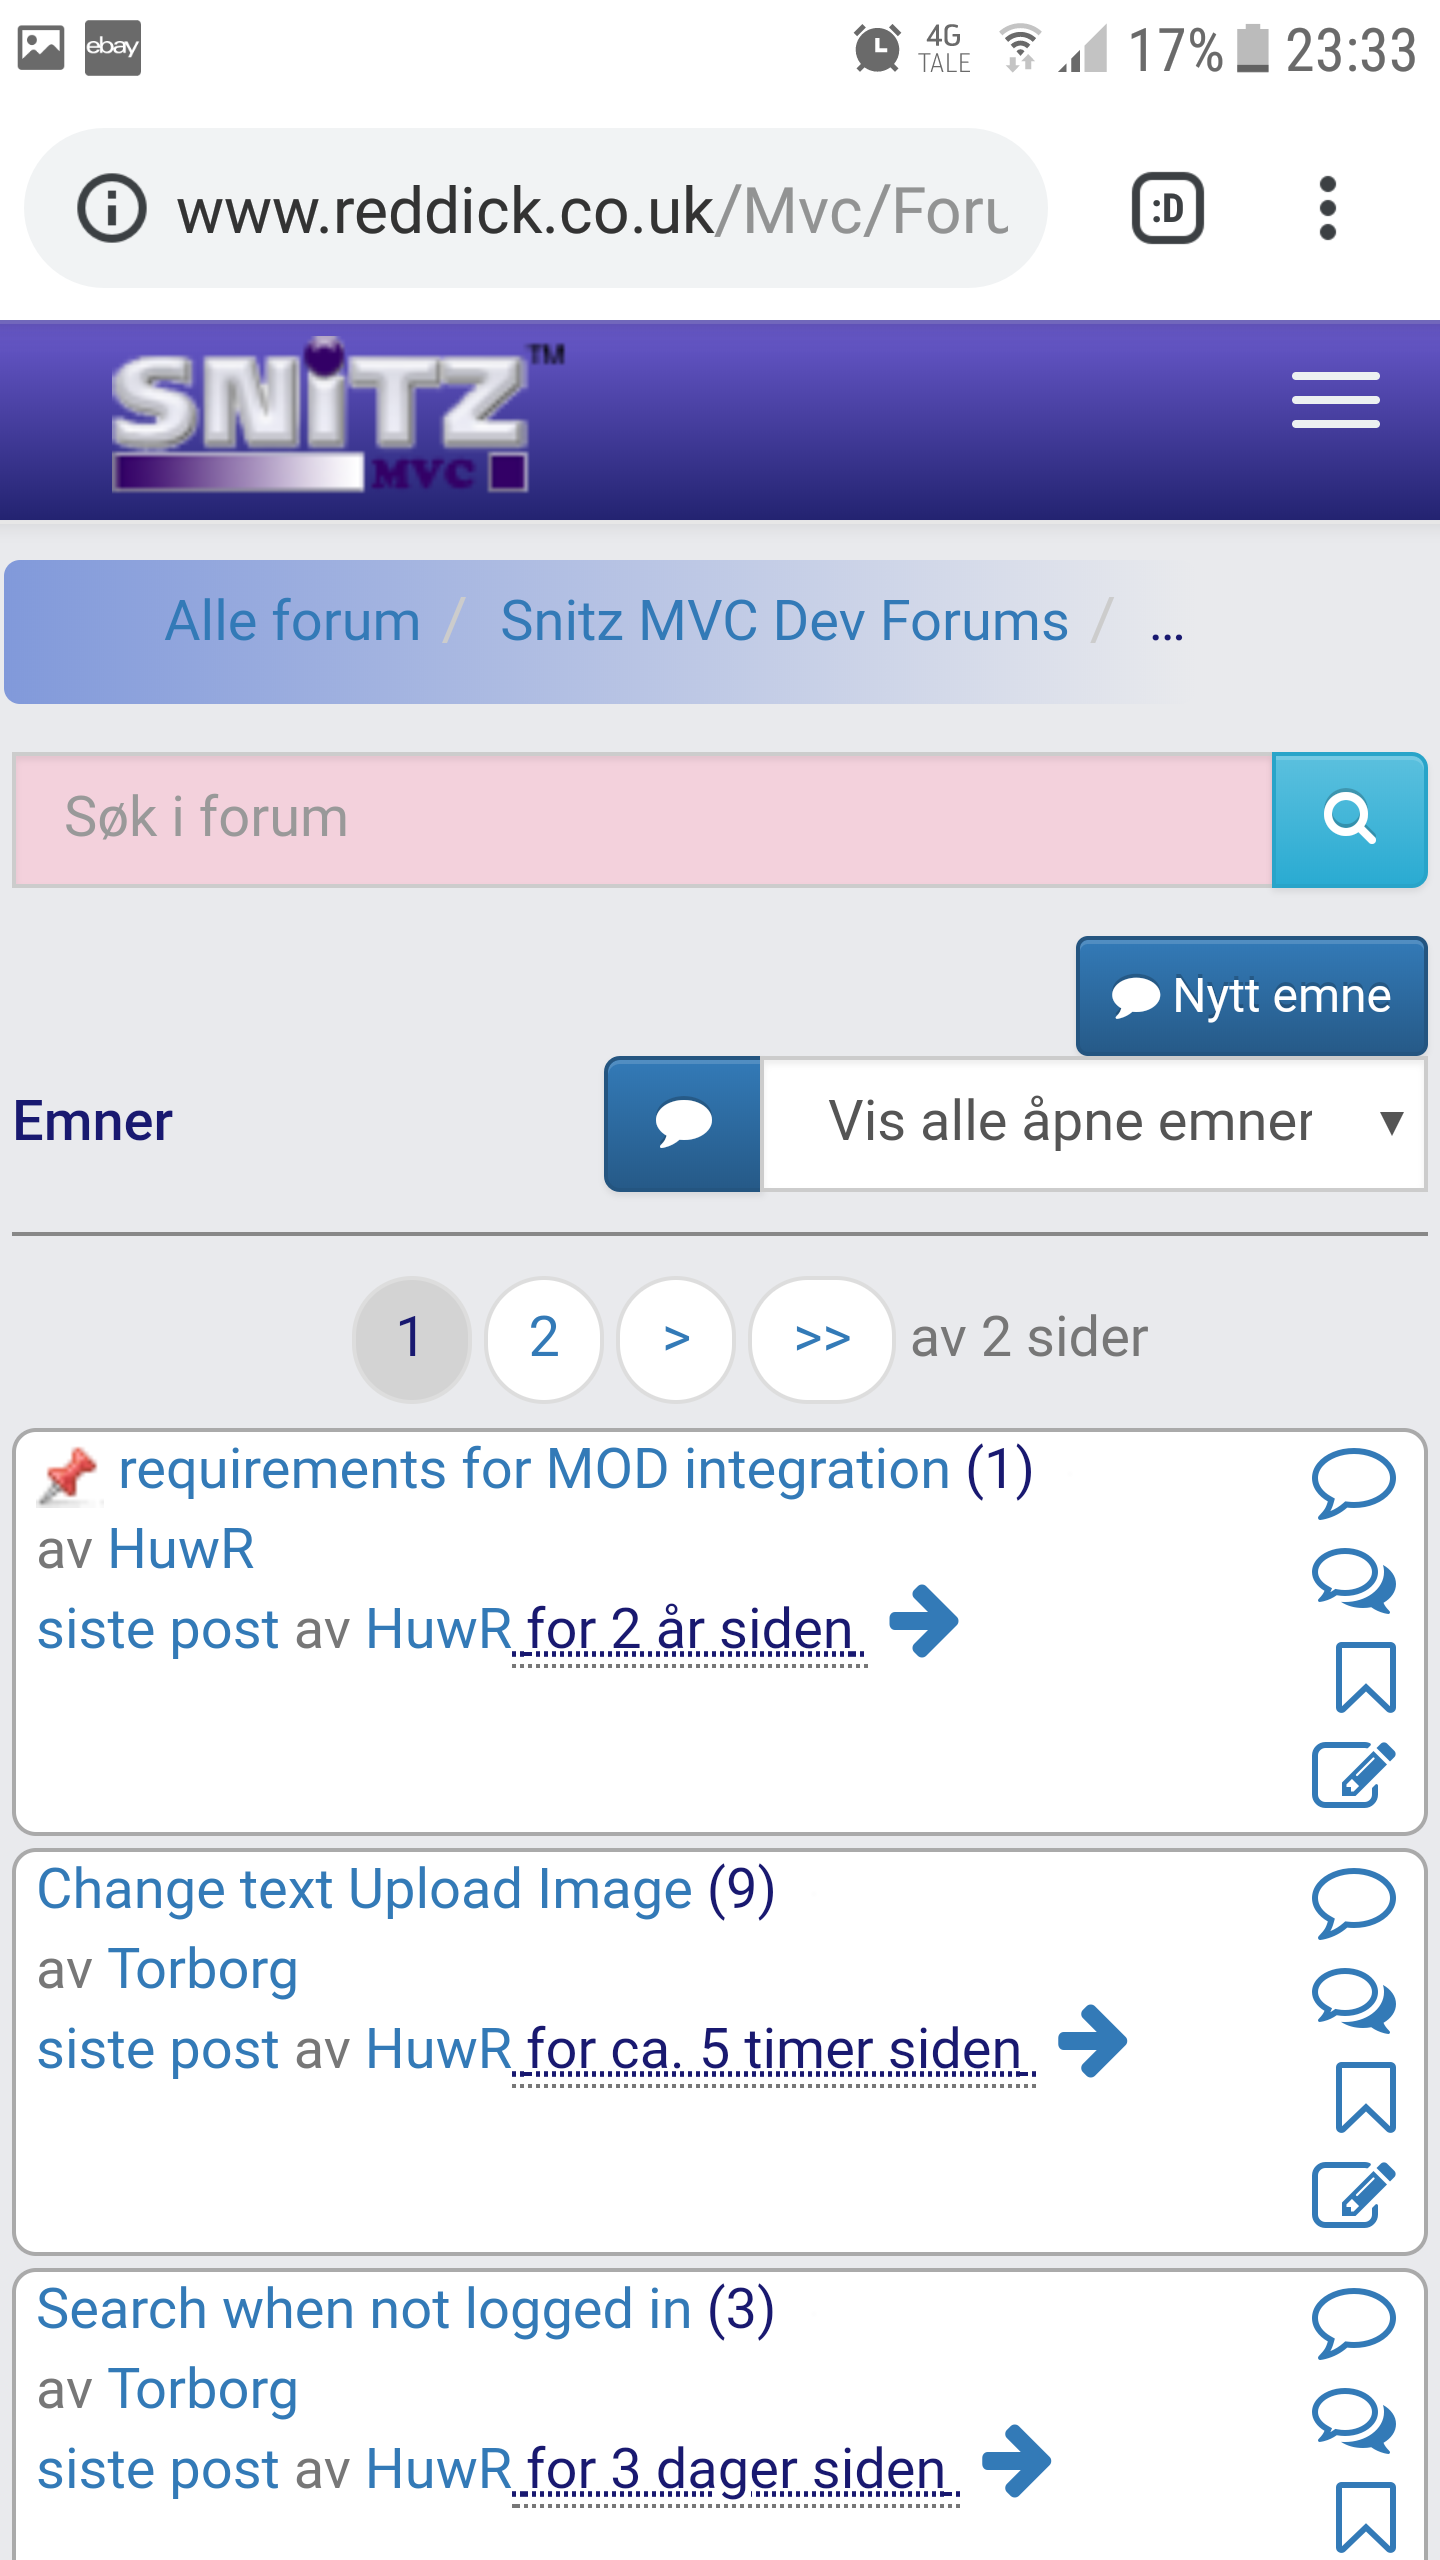 ebay 4G TALE 17% 23:33
www.reddick.co.uk/Mvc/Foru :D
SNiTZ™
MVC
Alle forum / Snitz MVC Dev Forums / ...
Søk i forum
Nytt emne
Emner Vis alle åpne emner
1 2 > >> av 2 sider
requirements for MOD integration (1)
av HuwR
siste post av HuwR for 2 år siden
Change text Upload Image (9)
av Torborg
siste post av HuwR for ca. 5 timer siden
Search when not logged in (3)
av Torborg
siste post av HuwR for 3 dager siden